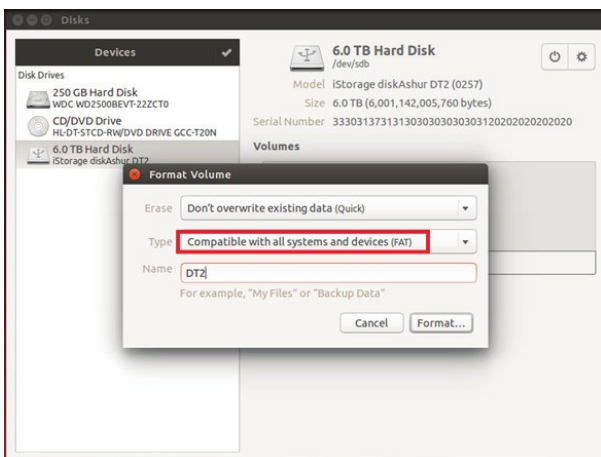 Disks
Devices
Disk Drives
250 GB Hard Disk
WDC WD2500BEVT-22ZCT0
CD/DVD Drive
HL-DT-STCD-RW/DVD DRIVE GCC-T20N
6.0 TB Hard Disk
iStorage diskAshur DT2
6.0 TB Hard Disk
/dev/sdb
Model iStorage diskAshur DT2 (0257)
Size 6.0 TB (6,001,142,005,760 bytes)
Serial Number
Volumes
Format Volume
Erase Don't overwrite existing data (Quick)
Type Compatible with all systems and devices (FAT)
Name DT2
For example, "My Files" or "Backup Data"
Cancel Format...